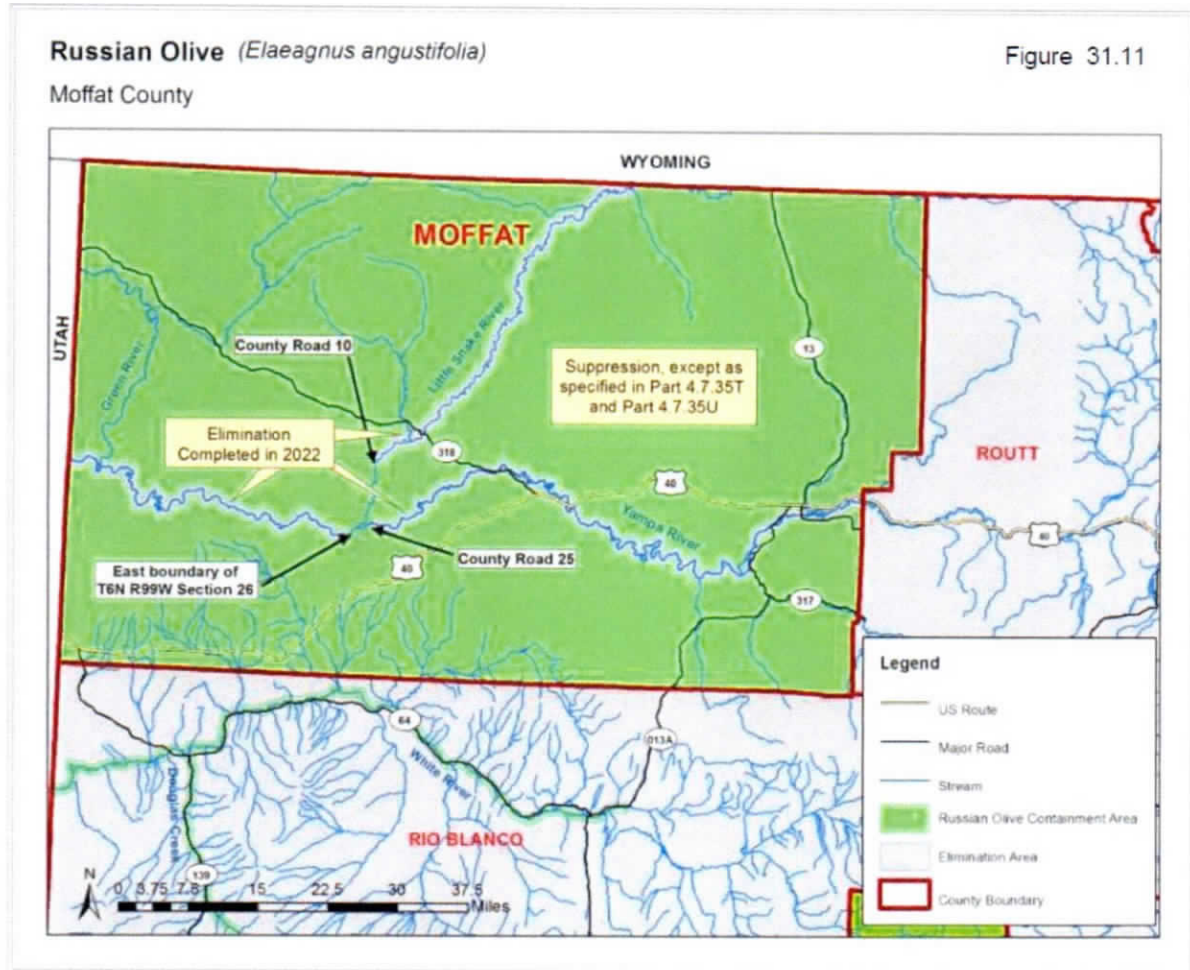 Russian Olive (Elaeagnus angustifolia)
Figure 31.11
Moffat County
WYOMING
MOFFAT
UTAH
Green River
County Road 10
Little Snake River
13
Suppression, except as
specified in Part 4.7.35T
and Part 4.7.35U
Elimination
Completed in 2022
318
ROUTT
40
Yampa River
40
East boundary of
T6N R99W Section 26
County Road 25
40
317
64
013A
White River
Douglas Creek
RIO BLANCO
139
N
0 3.75 7.5 15 22.5 30 37.5
Miles
Legend
US Route
Major Road
Stream
Russian Olive Containment Area
Elimination Area
County Boundary